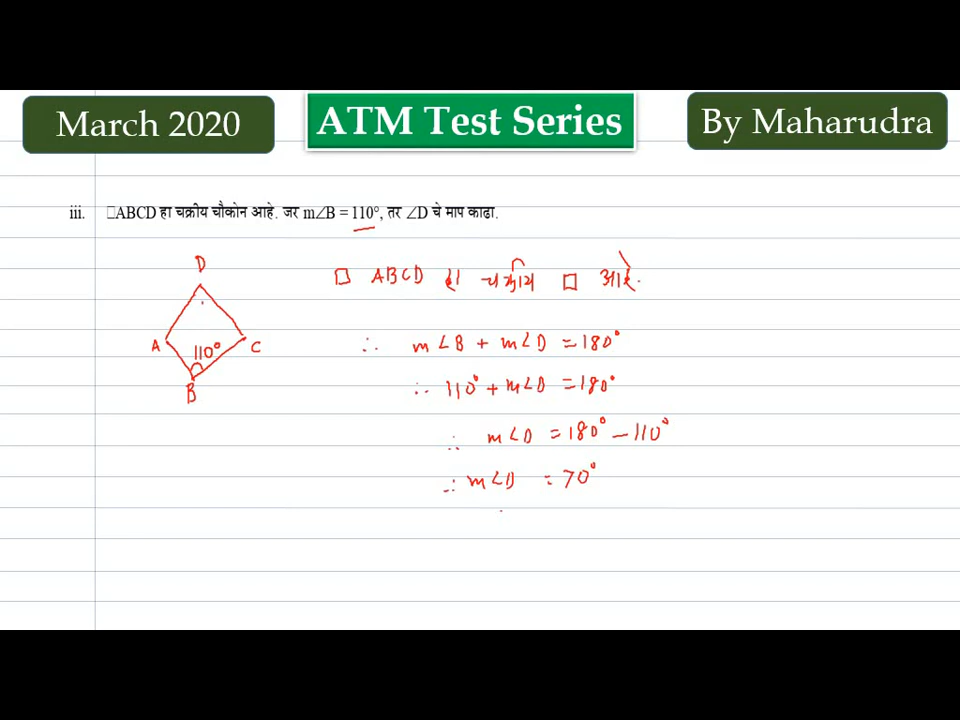 March 2020
ATM Test Series
By Maharudra
iii. □ABCD हा चक्रीय चौकोन आहे. जर m∠B = 110°, तर ∠D चे माप काढा.
□ ABCD हा चक्रीय □ आहे.
D
A
110°
C
B
∴ m∠B + m∠D = 180°
∴ 110° + m∠D = 180°
∴ m∠D = 180° – 110°
∴ m∠D = 70°